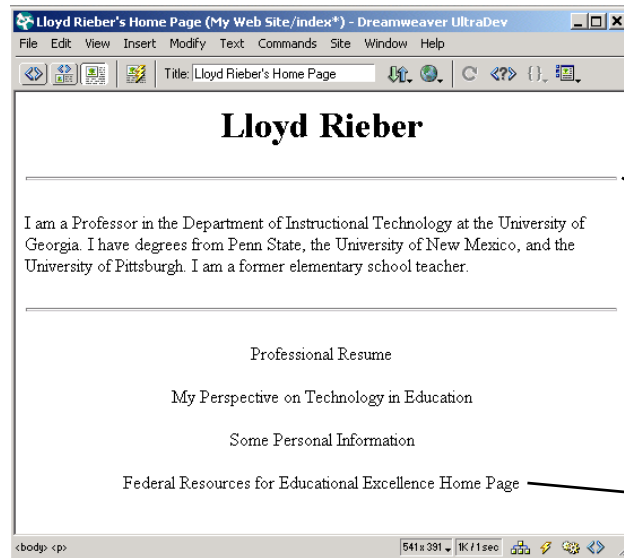 Lloyd Rieber's Home Page (My Web Site/index*) - Dreamweaver UltraDev
File Edit View Insert Modify Text Commands Site Window Help
Title: Lloyd Rieber's Home Page
Lloyd Rieber
I am a Professor in the Department of Instructional Technology at the University of
Georgia. I have degrees from Penn State, the University of New Mexico, and the
University of Pittsburgh. I am a former elementary school teacher.
Professional Resume
My Perspective on Technology in Education
Some Personal Information
Federal Resources for Educational Excellence Home Page
<body> <p> 541 x 391 1K / 1 sec